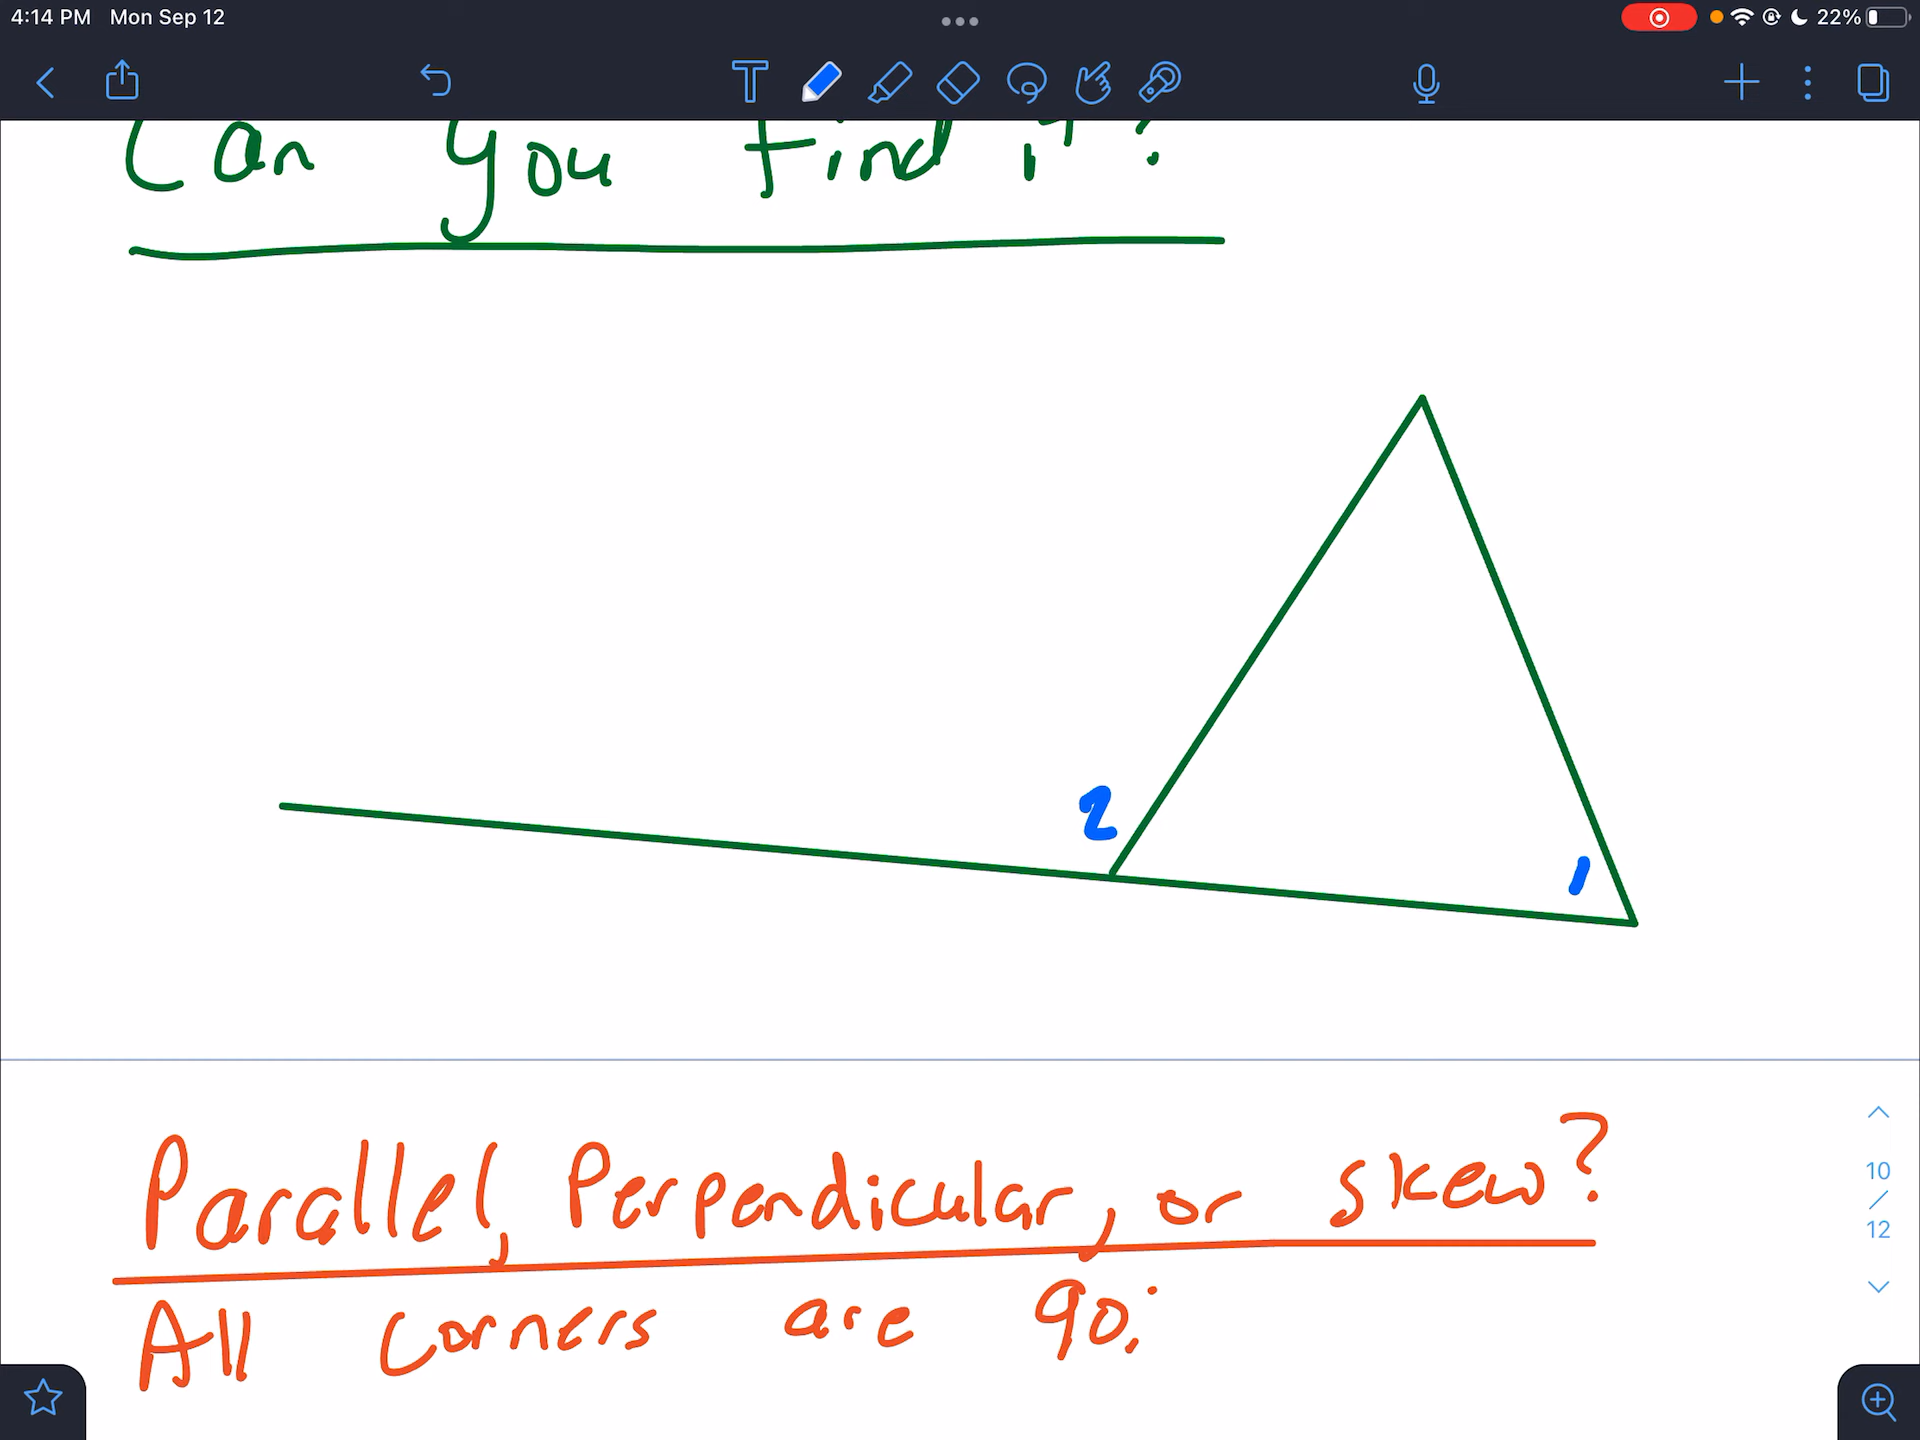 4:14 PM Mon Sep 12
22%
Can you find it?
2
1
Parallel, Perpendicular, or skew?
All corners are 90°.
10
/
12